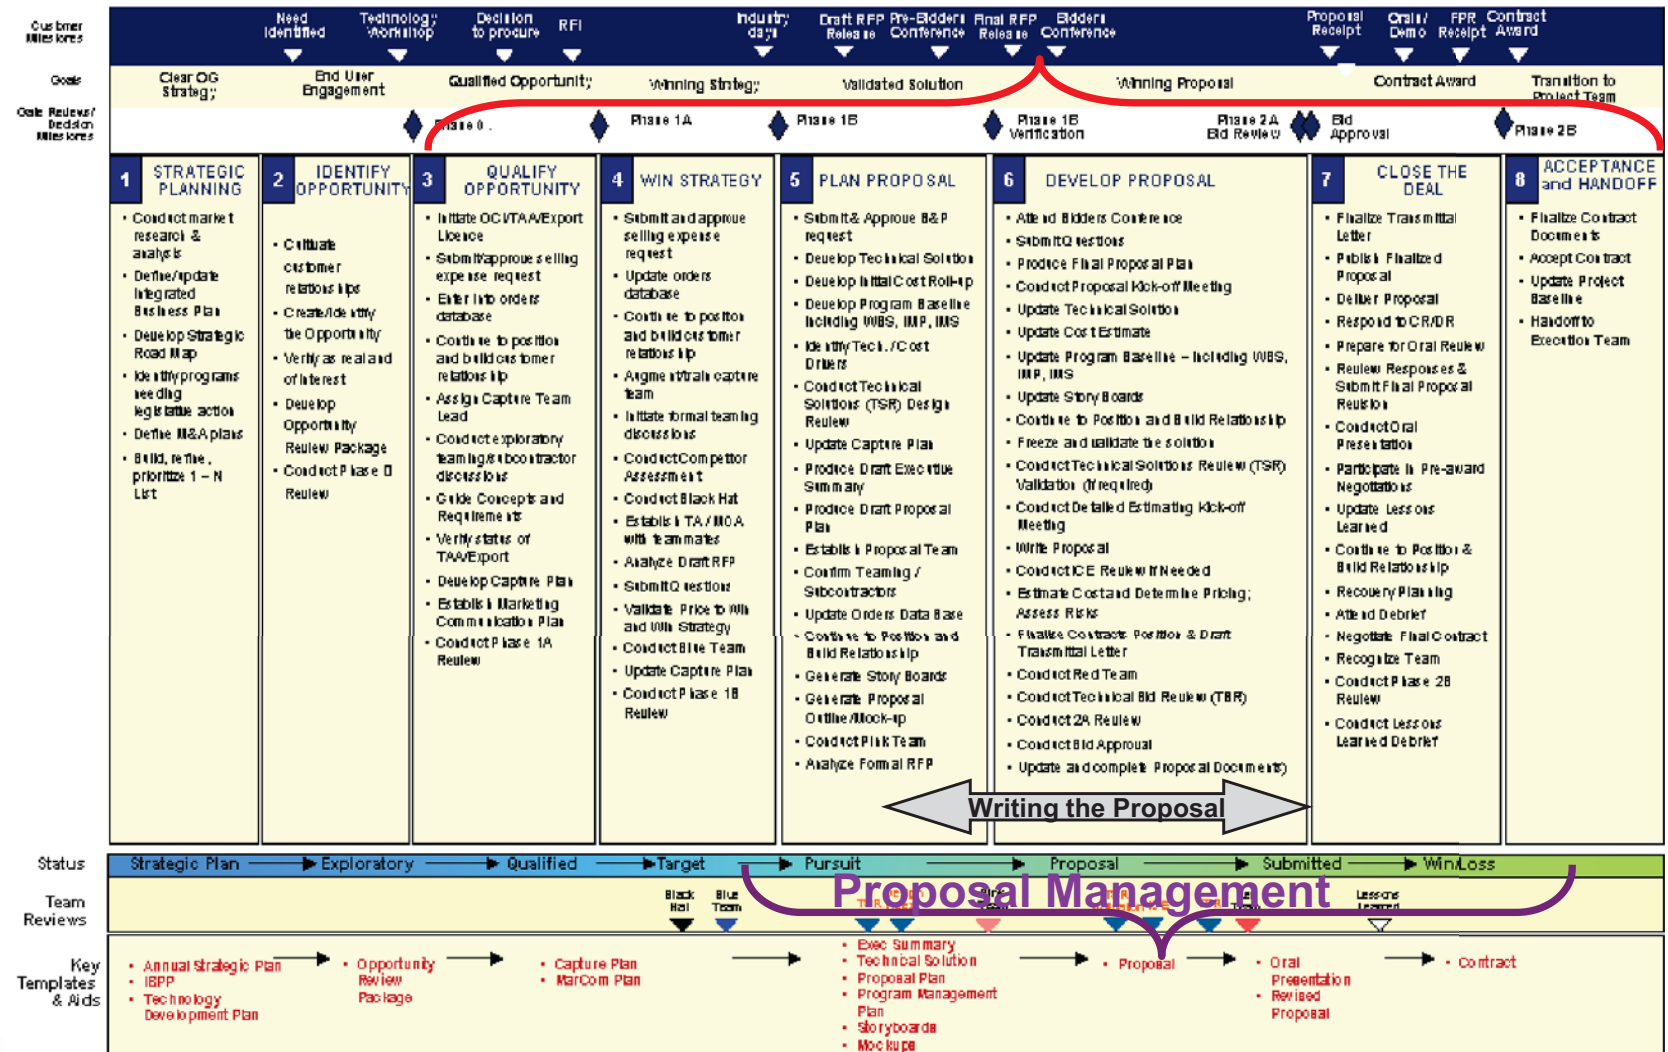 Customer
Milestones
Need
Identified
Technology
Workshop
Decision
to procure
RFI
Industry
days
Draft RFP
Release
Pre-Bidders
Conference
Final RFP
Release
Bidders
Conference
Proposal
Receipt
Orals/
Demo
FPR
Receipt
Contract
Award
Goals
Clear OG
Strategy
End User
Engagement
Qualified Opportunity
Winning Strategy
Validated Solution
Winning Proposal
Contract Award
Transition to
Project Team
Gate Reviews/
Decision
Milestones
Phase 0
Phase 1A
Phase 1B
Phase 1B
Verification
Phase 2A
Bid Review
Bid
Approval
Phase 2B
1 STRATEGIC
PLANNING
• Conduct market
research &
analysis
• Define/update
Integrated
Business Plan
• Develop Strategic
Road Map
• Identify programs
needing
legislative action
• Define M&A plans
• Build, refine,
prioritize 1 – N
List
2 IDENTIFY
OPPORTUNITY
• Cultivate
customer
relationships
• Create/Identify
the Opportunity
• Verify as real and
of interest
• Develop
Opportunity
Review Package
• Conduct Phase 0
Review
3 QUALIFY
OPPORTUNITY
• Initiate OCI/TAA/Export
Licence
• Submit/approve selling
expense request
• Enter into orders
database
• Continue to position
and build customer
relationship
• Assign Capture Team
Lead
• Conduct exploratory
teaming/subcontractor
discussions
• Guide Concepts and
Requirements
• Verify status of
TAA/Export
• Develop Capture Plan
• Establish Marketing
Communication Plan
• Conduct Phase 1A
Review
4 WIN STRATEGY
• Submit and approve
selling expense
request
• Update orders
database
• Continue to position
and build customer
relationship
• Augment/train capture
team
• Initiate formal teaming
discussions
• Conduct Competitor
Assessment
• Conduct Black Hat
• Establish TA / MOA
with teammates
• Analyze Draft RFP
• Submit Questions
• Validate Price to Win
and Win Strategy
• Conduct Blue Team
• Update Capture Plan
• Conduct Phase 1B
Review
5 PLAN PROPOSAL
• Submit & Approve B&P
request
• Develop Technical Solution
• Develop Initial Cost Roll-up
• Develop Program Baseline
Including WBS, IMP, IMS
• Identify Tech. / Cost
Drivers
• Conduct Technical
Solutions (TSR) Design
Review
• Update Capture Plan
• Produce Draft Executive
Summary
• Produce Draft Proposal
Plan
• Establish Proposal Team
• Confirm Teaming /
Subcontractors
• Update Orders Data Base
• Continue to Position and
Build Relationship
• Generate Story Boards
• Generate Proposal
Outline/Mock-up
• Conduct Pink Team
• Analyze Formal RFP
6 DEVELOP PROPOSAL
• Attend Bidders Conference
• Submit Questions
• Produce Final Proposal Plan
• Conduct Proposal Kick-off Meeting
• Update Technical Solution
• Update Cost Estimate
• Update Program Baseline – Including WBS,
IMP, IMS
• Update Story Boards
• Continue to Position and Build Relationship
• Freeze and validate the solution
• Conduct Technical Solutions Review (TSR)
Validation (If required)
• Conduct Detailed Estimating Kick-off
Meeting
• Write Proposal
• Conduct ICE Review If Needed
• Estimate Cost and Determine Pricing;
Assess Risks
• Finalize Contracts Position & Draft
Transmittal Letter
• Conduct Red Team
• Conduct Technical Bid Review (TBR)
• Conduct 2A Review
• Conduct Bid Approval
• Update and complete Proposal Documents)
7 CLOSE THE
DEAL
• Finalize Transmittal
Letter
• Publish Finalized
Proposal
• Deliver Proposal
• Respond to CR/DR
• Prepare for Oral Review
• Review Responses &
Submit Final Proposal
Revision
• Conduct Oral
Presentation
• Participate in Pre-award
Negotiations
• Update Lessons
Learned
• Continue to Position &
Build Relationship
• Recovery Planning
• Attend Debrief
• Negotiate Final Contract
• Recognize Team
• Conduct Phase 2B
Review
• Conduct Lessons
Learned Debrief
8 ACCEPTANCE
and HANDOFF
• Finalize Contract
Documents
• Accept Contract
• Update Project
Baseline
• Handoff to
Execution Team
Writing the Proposal
Status
Strategic Plan
Exploratory
Qualified
Target
Pursuit
Proposal
Submitted
Win/Loss
Proposal Management
Team
Reviews
Black
Hat
Blue
Team
Lessons
Learned
Key
Templates
& Aids
• Annual Strategic Plan
• IBPP
• Technology
Development Plan
• Opportunity
Review
Package
• Capture Plan
• MarCom Plan
• Exec Summary
• Technical Solution
• Proposal Plan
• Program Management
Plan
• Storyboards
• Mockups
• Proposal
• Oral
Presentation
• Revised
Proposal
• Contract